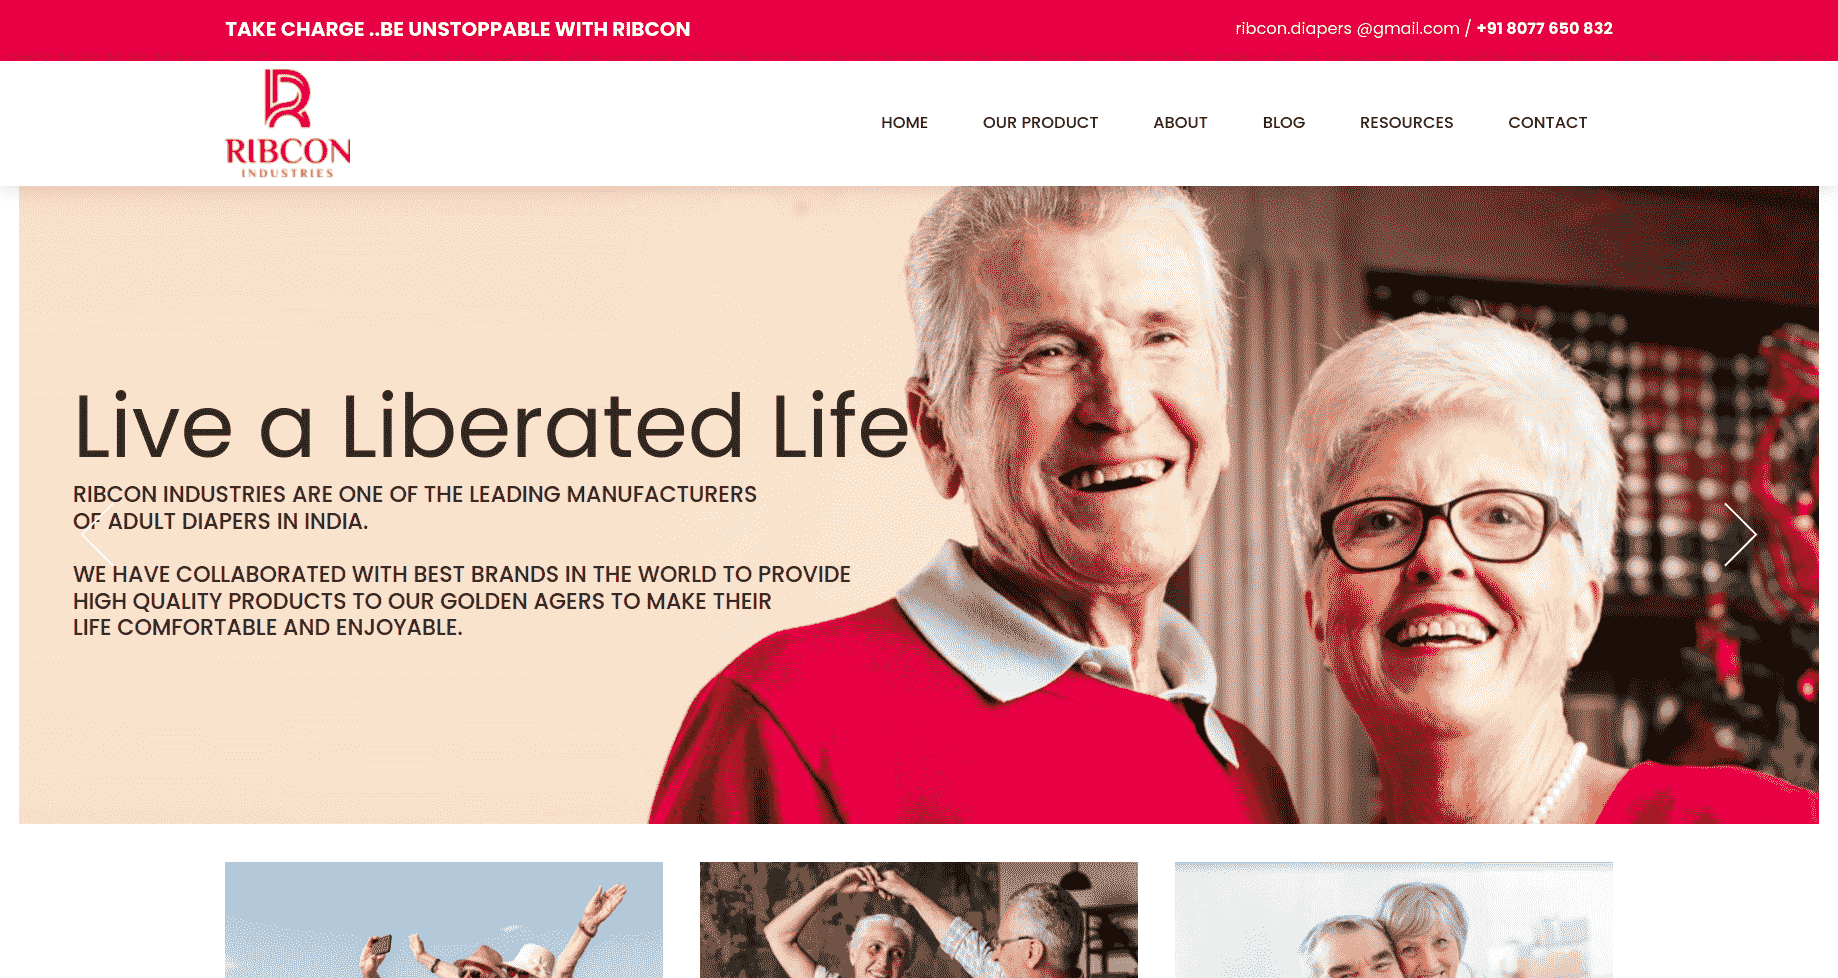 TAKE CHARGE ..BE UNSTOPPABLE WITH RIBCON
ribcon.diapers @gmail.com / +91 8077 650 832
RIBCON
INDUSTRIES
HOME OUR PRODUCT ABOUT BLOG RESOURCES CONTACT
Live a Liberated Life
RIBCON INDUSTRIES ARE ONE OF THE LEADING MANUFACTURERS
OF ADULT DIAPERS IN INDIA.
WE HAVE COLLABORATED WITH BEST BRANDS IN THE WORLD TO PROVIDE
HIGH QUALITY PRODUCTS TO OUR GOLDEN AGERS TO MAKE THEIR
LIFE COMFORTABLE AND ENJOYABLE.